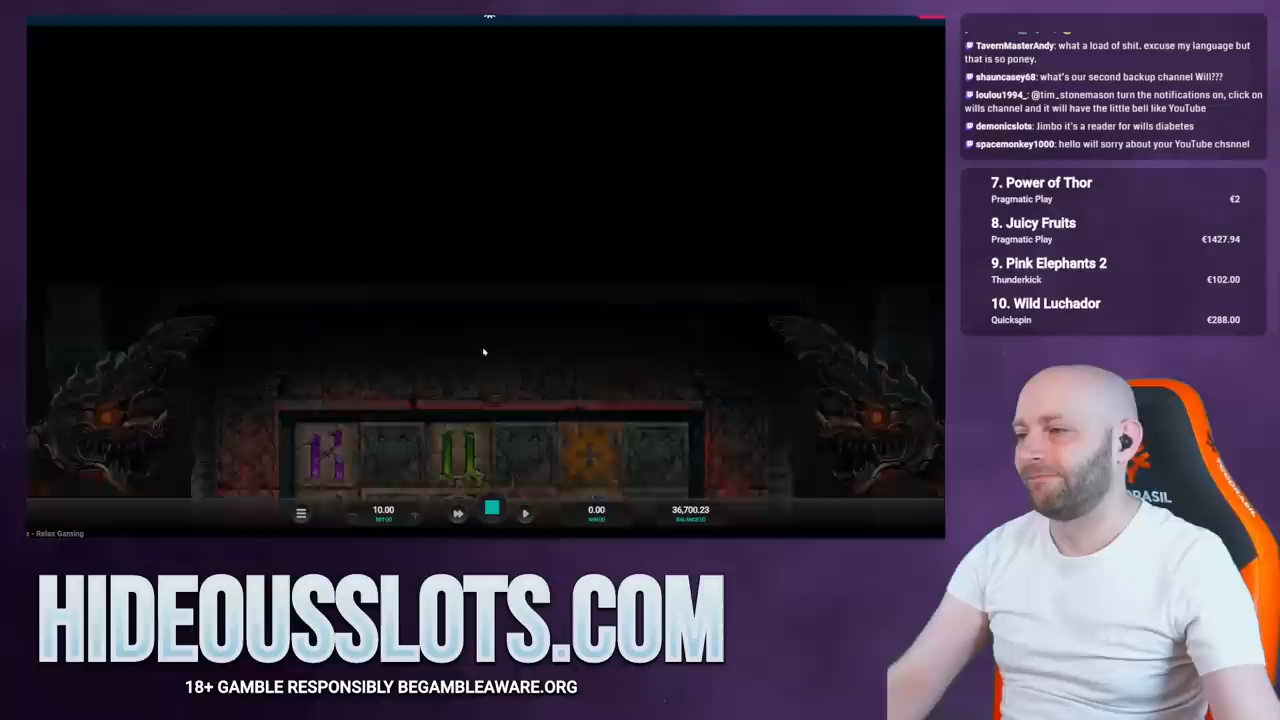 TavernMasterAndy: what a load of shit. excuse my language but
that is so poney.
shauncasey68: what's our second backup channel Will???
loulou1994_: @tim_stonemason turn the notifications on, click on
wills channel and it will have the little bell like YouTube
demonicslots: Jimbo it's a reader for wills diabetes
spacemonkey1000: hello will sorry about your YouTube chsnnel
7. Power of Thor
Pragmatic Play €2
8. Juicy Fruits
Pragmatic Play €1427.94
9. Pink Elephants 2
Thunderkick €102.00
10. Wild Luchador
Quickspin €288.00
K
10.00
BET(€)
0.00
WIN(€)
36,700.23
BALANCE(€)
- Relax Gaming
HIDEOUSSLOTS.COM
18+ GAMBLE RESPONSIBLY BEGAMBLEAWARE.ORG